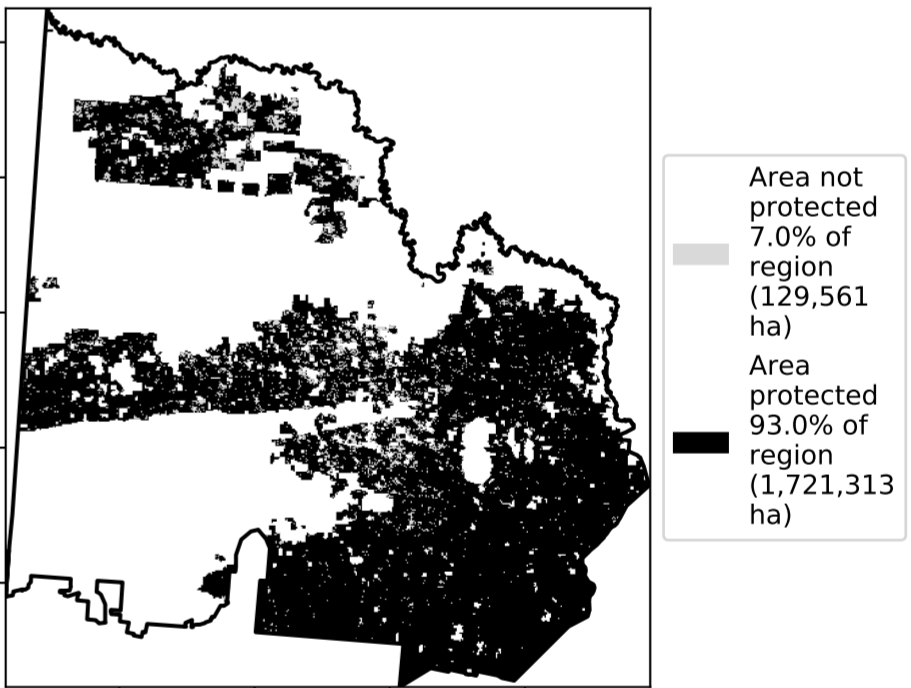 Area not
protected
7.0% of
region
(129,561
ha)
Area
protected
93.0% of
region
(1,721,313
ha)